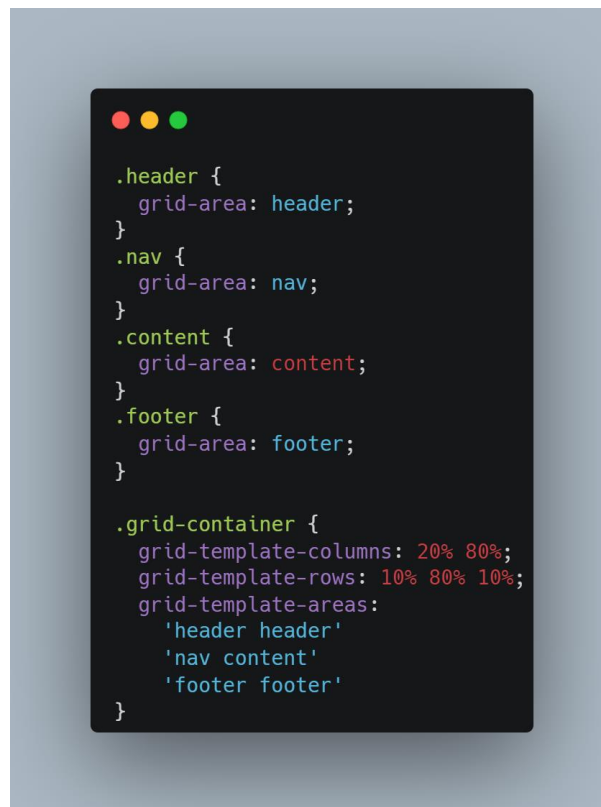 .header {
  grid-area: header;
}
.nav {
  grid-area: nav;
}
.content {
  grid-area: content;
}
.footer {
  grid-area: footer;
}

.grid-container {
  grid-template-columns: 20% 80%;
  grid-template-rows: 10% 80% 10%;
  grid-template-areas:
    'header header'
    'nav content'
    'footer footer'
}